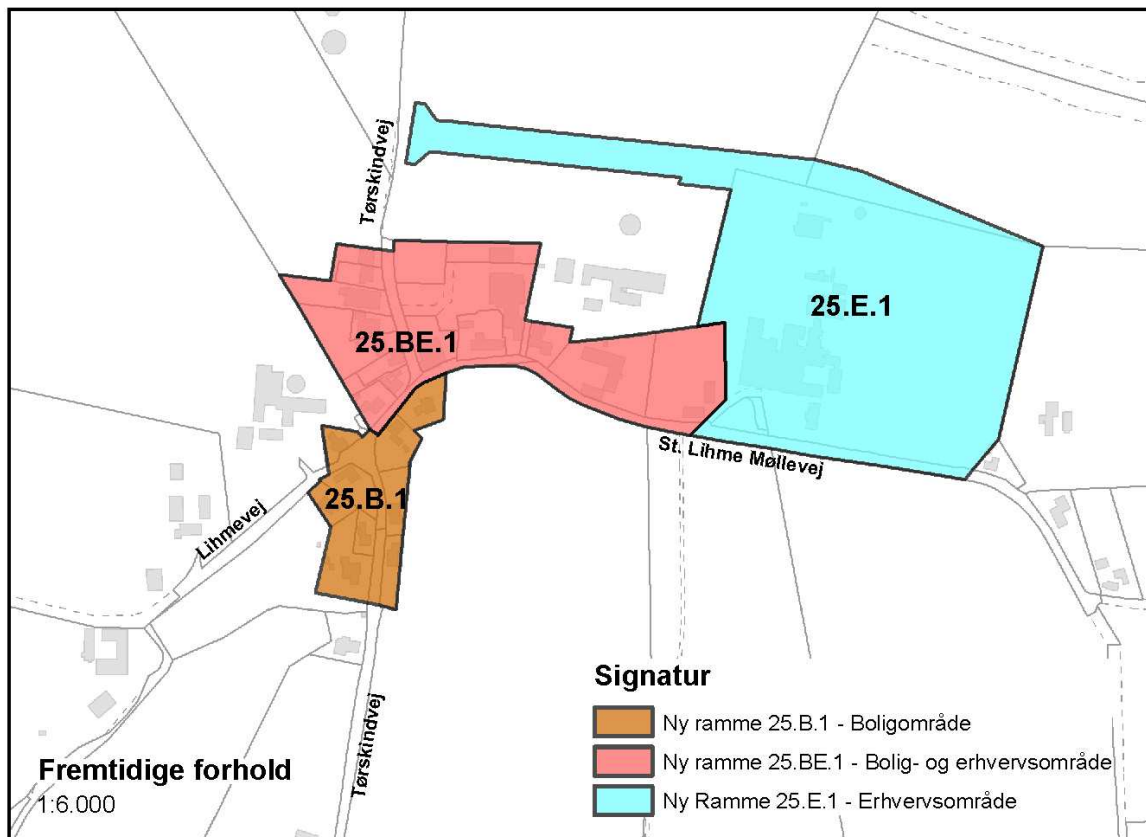 Tørskindvej
25.E.1
25.BE.1
St. Lihme Møllevej
25.B.1
Lihmevej
Tørskindvej
Signatur
Ny ramme 25.B.1 - Boligområde
Ny ramme 25.BE.1 - Bolig- og erhvervsområde
Ny Ramme 25.E.1 - Erhvervsområde
Fremtidige forhold
1:6.000